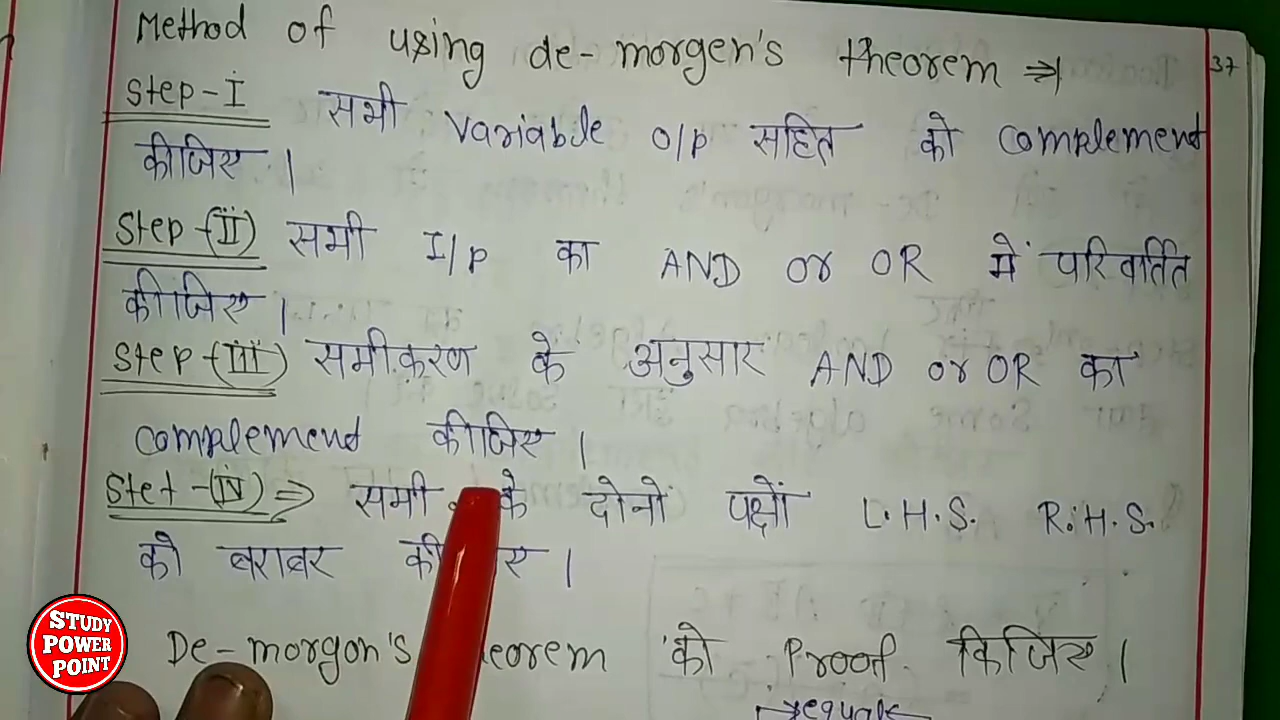 Method of using de-morgen's theorem ⇒
37
Step-I सभी variable o/p सहित को complement
कीजिए |
Step-(II) सभी I/p का AND or OR में परिवर्तित
कीजिए |
Step-(III) समीकरण के अनुसार AND or OR का
complement कीजिए |
Stet-(IV) ⇒ सभी के दोनो पक्षों L.H.S. R.H.S.
को बराबर
De-morgon's को Proof किजिए |
STUDY
POWER
POINT